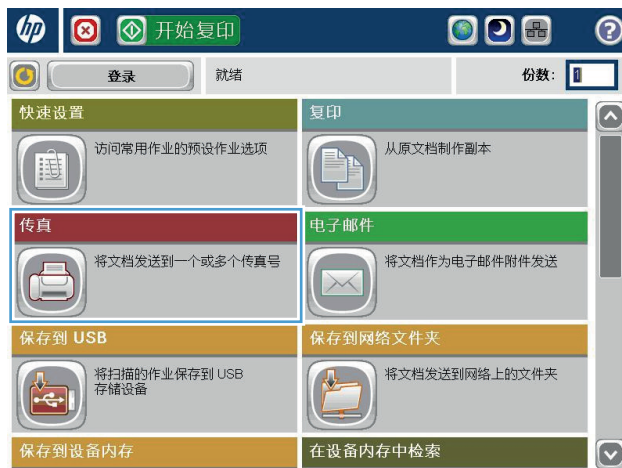 hp 开始复印 ?
登录 就绪 份数: 1
快速设置
访问常用作业的预设作业选项
复印
从原文档制作副本
传真
将文档发送到一个或多个传真号
电子邮件
将文档作为电子邮件附件发送
保存到 USB
将扫描的作业保存到 USB
存储设备
保存到网络文件夹
将文档发送到网络上的文件夹
保存到设备内存
在设备内存中检索